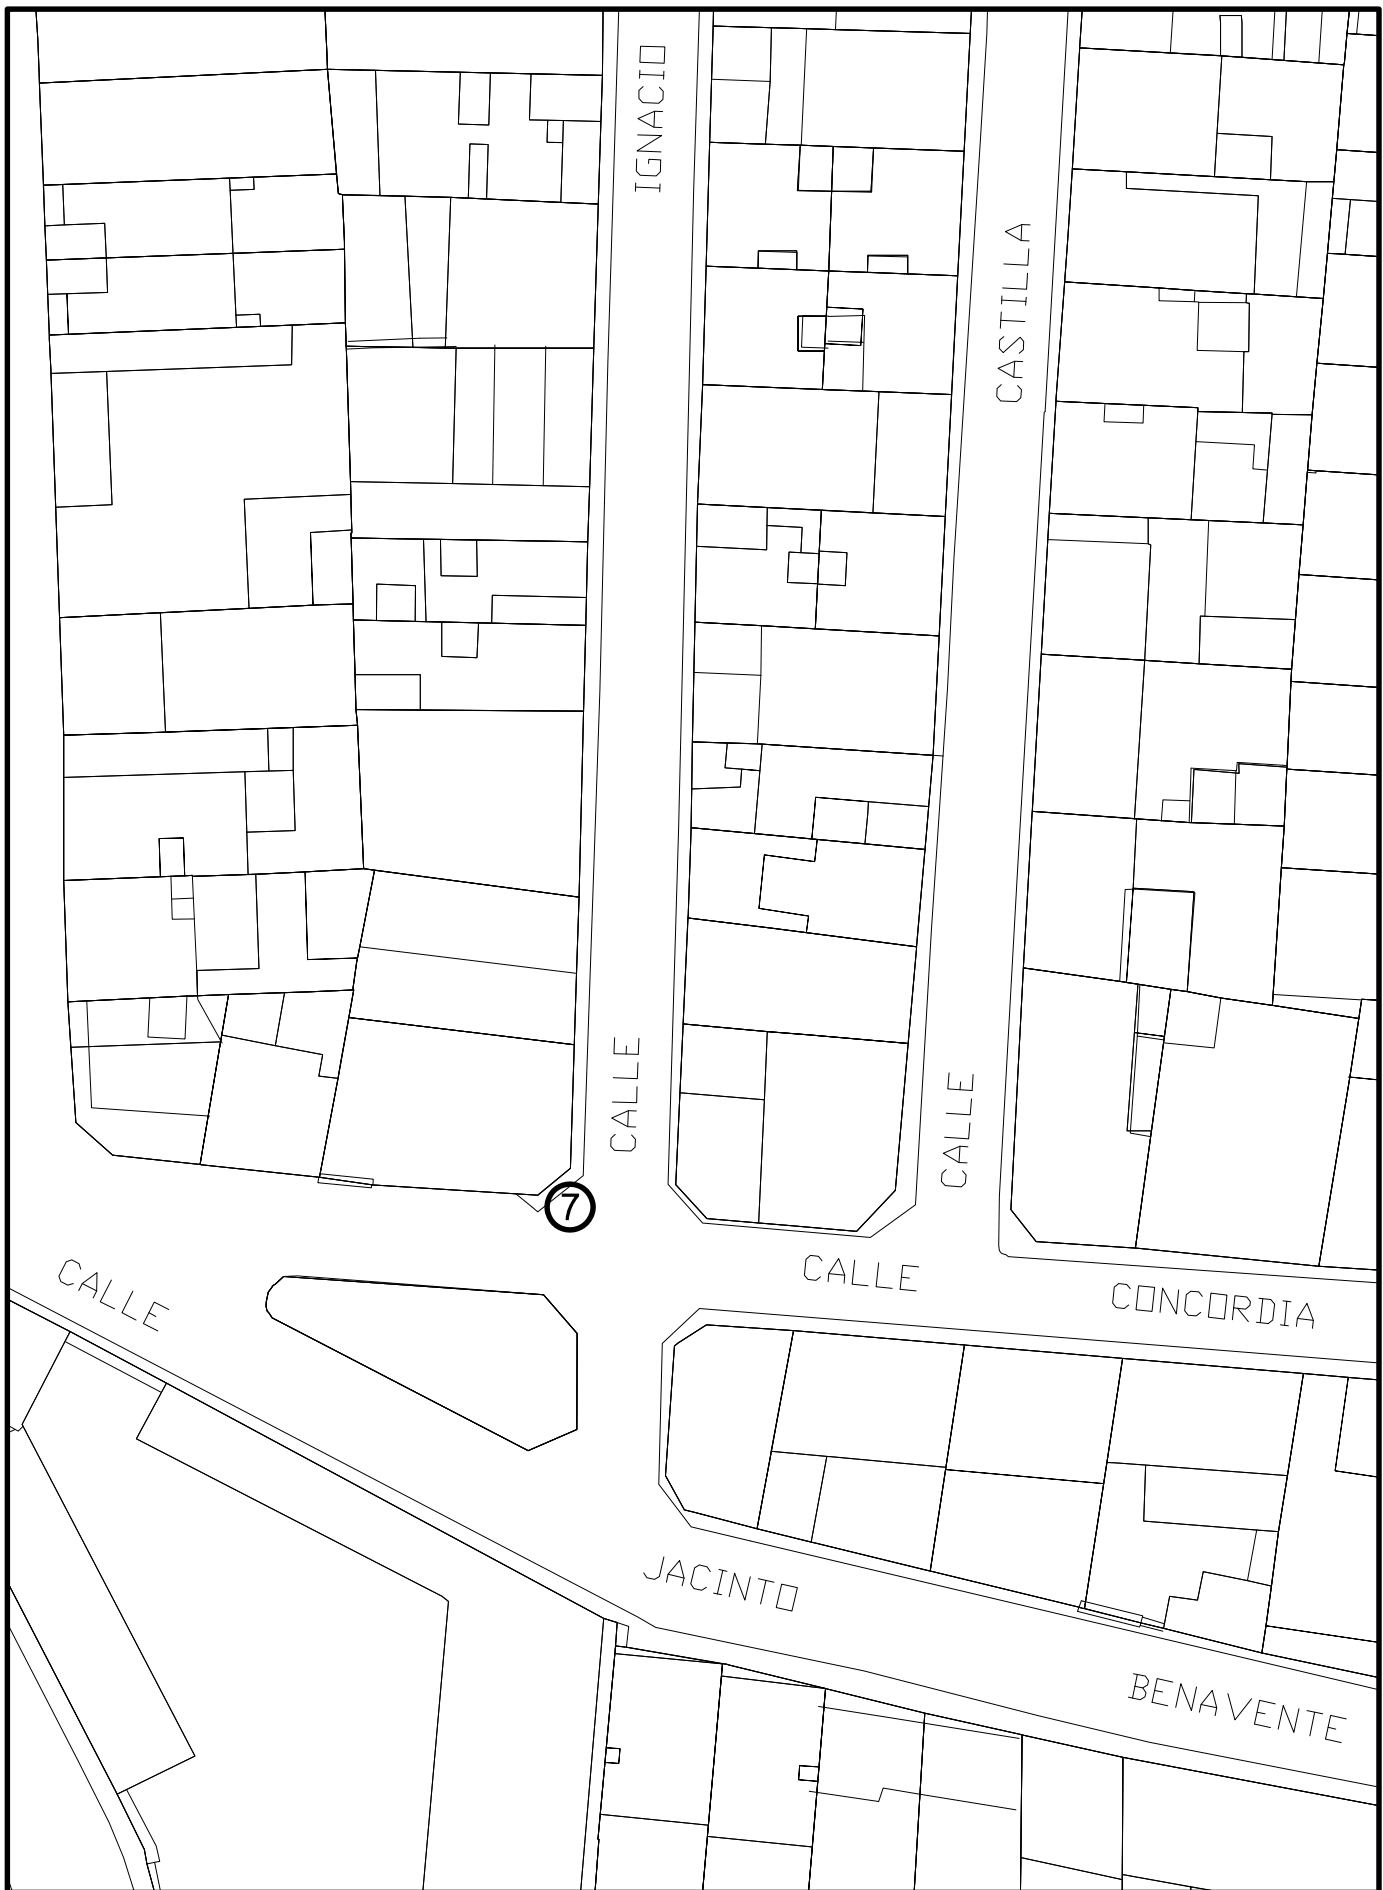 IGNACIO
CASTILLA
CALLE
CALLE
7
CALLE
CALLE
CONCORDIA
JACINTO
BENAVENTE